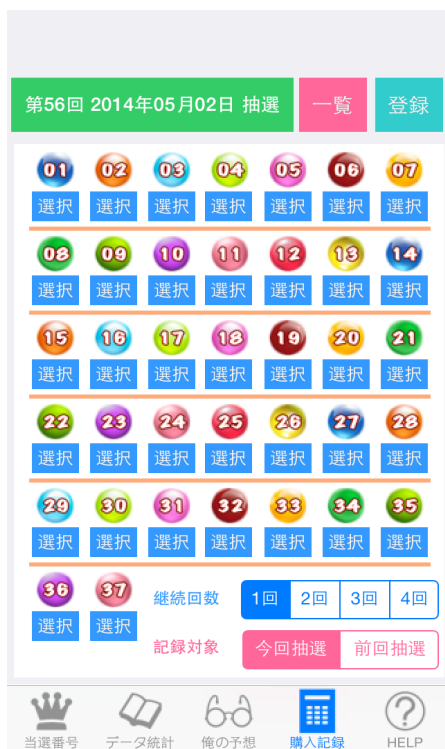 第56回 2014年05月02日 抽選 一覧 登録
01 02 03 04 05 06 07
選択 選択 選択 選択 選択 選択 選択
08 09 10 11 12 13 14
選択 選択 選択 選択 選択 選択 選択
15 16 17 18 19 20 21
選択 選択 選択 選択 選択 選択 選択
22 23 24 25 26 27 28
選択 選択 選択 選択 選択 選択 選択
29 30 31 32 33 34 35
選択 選択 選択 選択 選択 選択 選択
36 37
選択 選択
継続回数 1回 2回 3回 4回
記録対象 今回抽選 前回抽選
当選番号 データ統計 俺の予想 購入記録 HELP